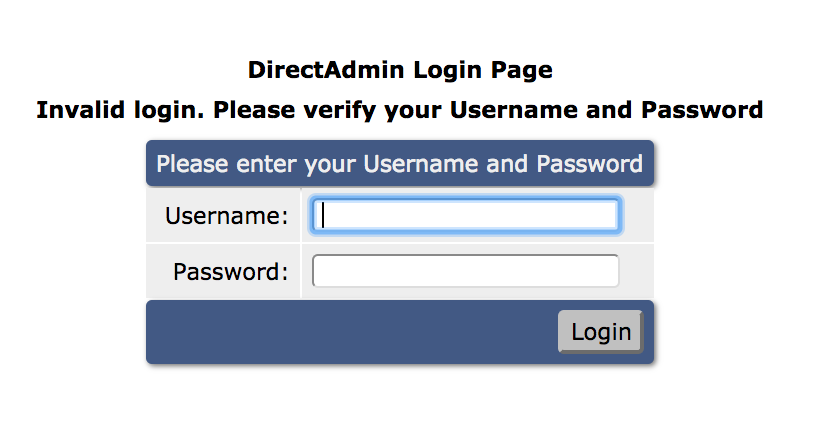 DirectAdmin Login Page
Invalid login. Please verify your Username and Password
Please enter your Username and Password
Username:
Password:
Login